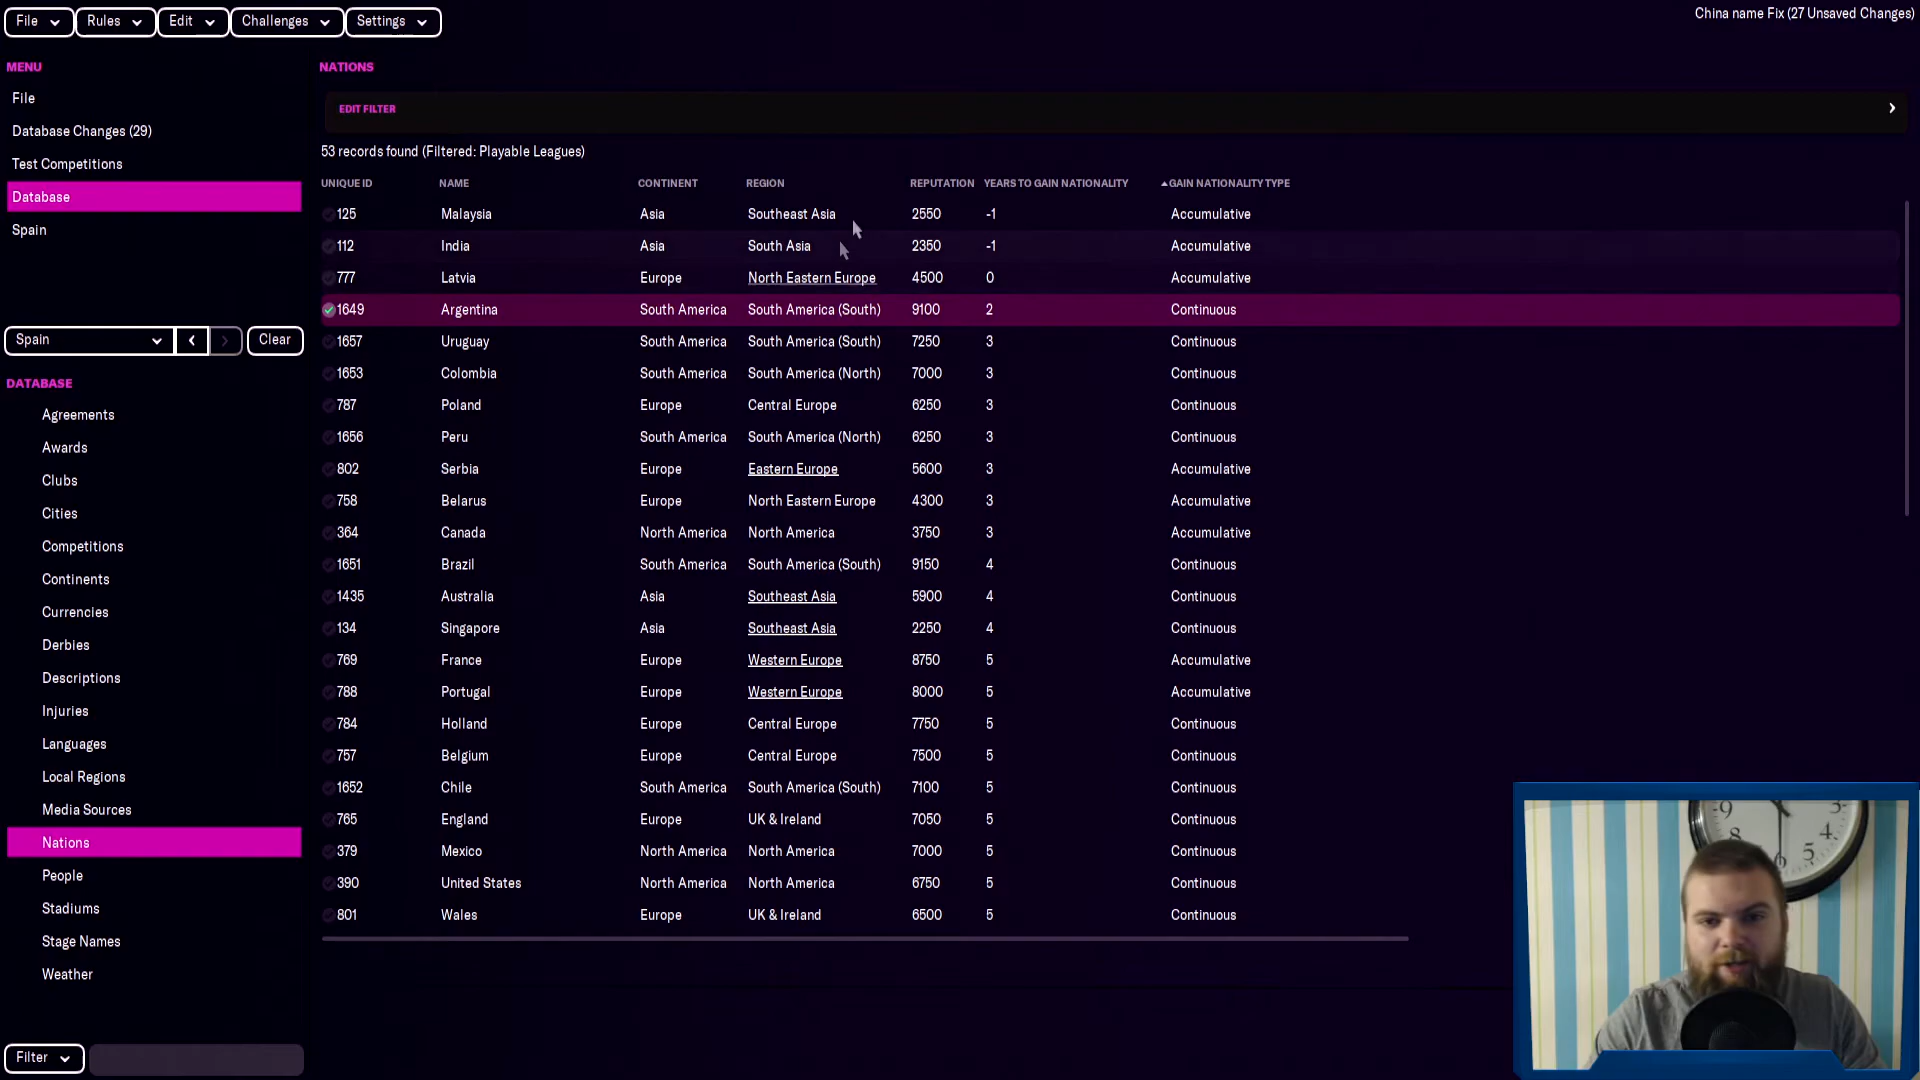 File Rules Edit Challenges Settings
China name Fix (27 Unsaved Changes)
MENU
File
Database Changes (29)
Test Competitions
Database
Spain
Spain Clear
DATABASE
Agreements
Awards
Clubs
Cities
Competitions
Continents
Currencies
Derbies
Descriptions
Injuries
Languages
Local Regions
Media Sources
Nations
People
Stadiums
Stage Names
Weather
Filter
NATIONS
EDIT FILTER
53 records found (Filtered: Playable Leagues)
UNIQUE ID NAME CONTINENT REGION REPUTATION YEARS TO GAIN NATIONALITY GAIN NATIONALITY TYPE
125 Malaysia Asia Southeast Asia 2550 -1 Accumulative
112 India Asia South Asia 2350 -1 Accumulative
777 Latvia Europe North Eastern Europe 4500 0 Accumulative
1649 Argentina South America South America (South) 9100 2 Continuous
1657 Uruguay South America South America (South) 7250 3 Continuous
1653 Colombia South America South America (North) 7000 3 Continuous
787 Poland Europe Central Europe 6250 3 Continuous
1656 Peru South America South America (North) 6250 3 Continuous
802 Serbia Europe Eastern Europe 5600 3 Accumulative
758 Belarus Europe North Eastern Europe 4300 3 Accumulative
364 Canada North America North America 3750 3 Accumulative
1651 Brazil South America South America (South) 9150 4 Continuous
1435 Australia Asia Southeast Asia 5900 4 Continuous
134 Singapore Asia Southeast Asia 2250 4 Continuous
769 France Europe Western Europe 8750 5 Accumulative
788 Portugal Europe Western Europe 8000 5 Accumulative
784 Holland Europe Central Europe 7750 5 Continuous
757 Belgium Europe Central Europe 7500 5 Continuous
1652 Chile South America South America (South) 7100 5 Continuous
765 England Europe UK & Ireland 7050 5 Continuous
379 Mexico North America North America 7000 5 Continuous
390 United States North America North America 6750 5 Continuous
801 Wales Europe UK & Ireland 6500 5 Continuous
9 3
8 4
5